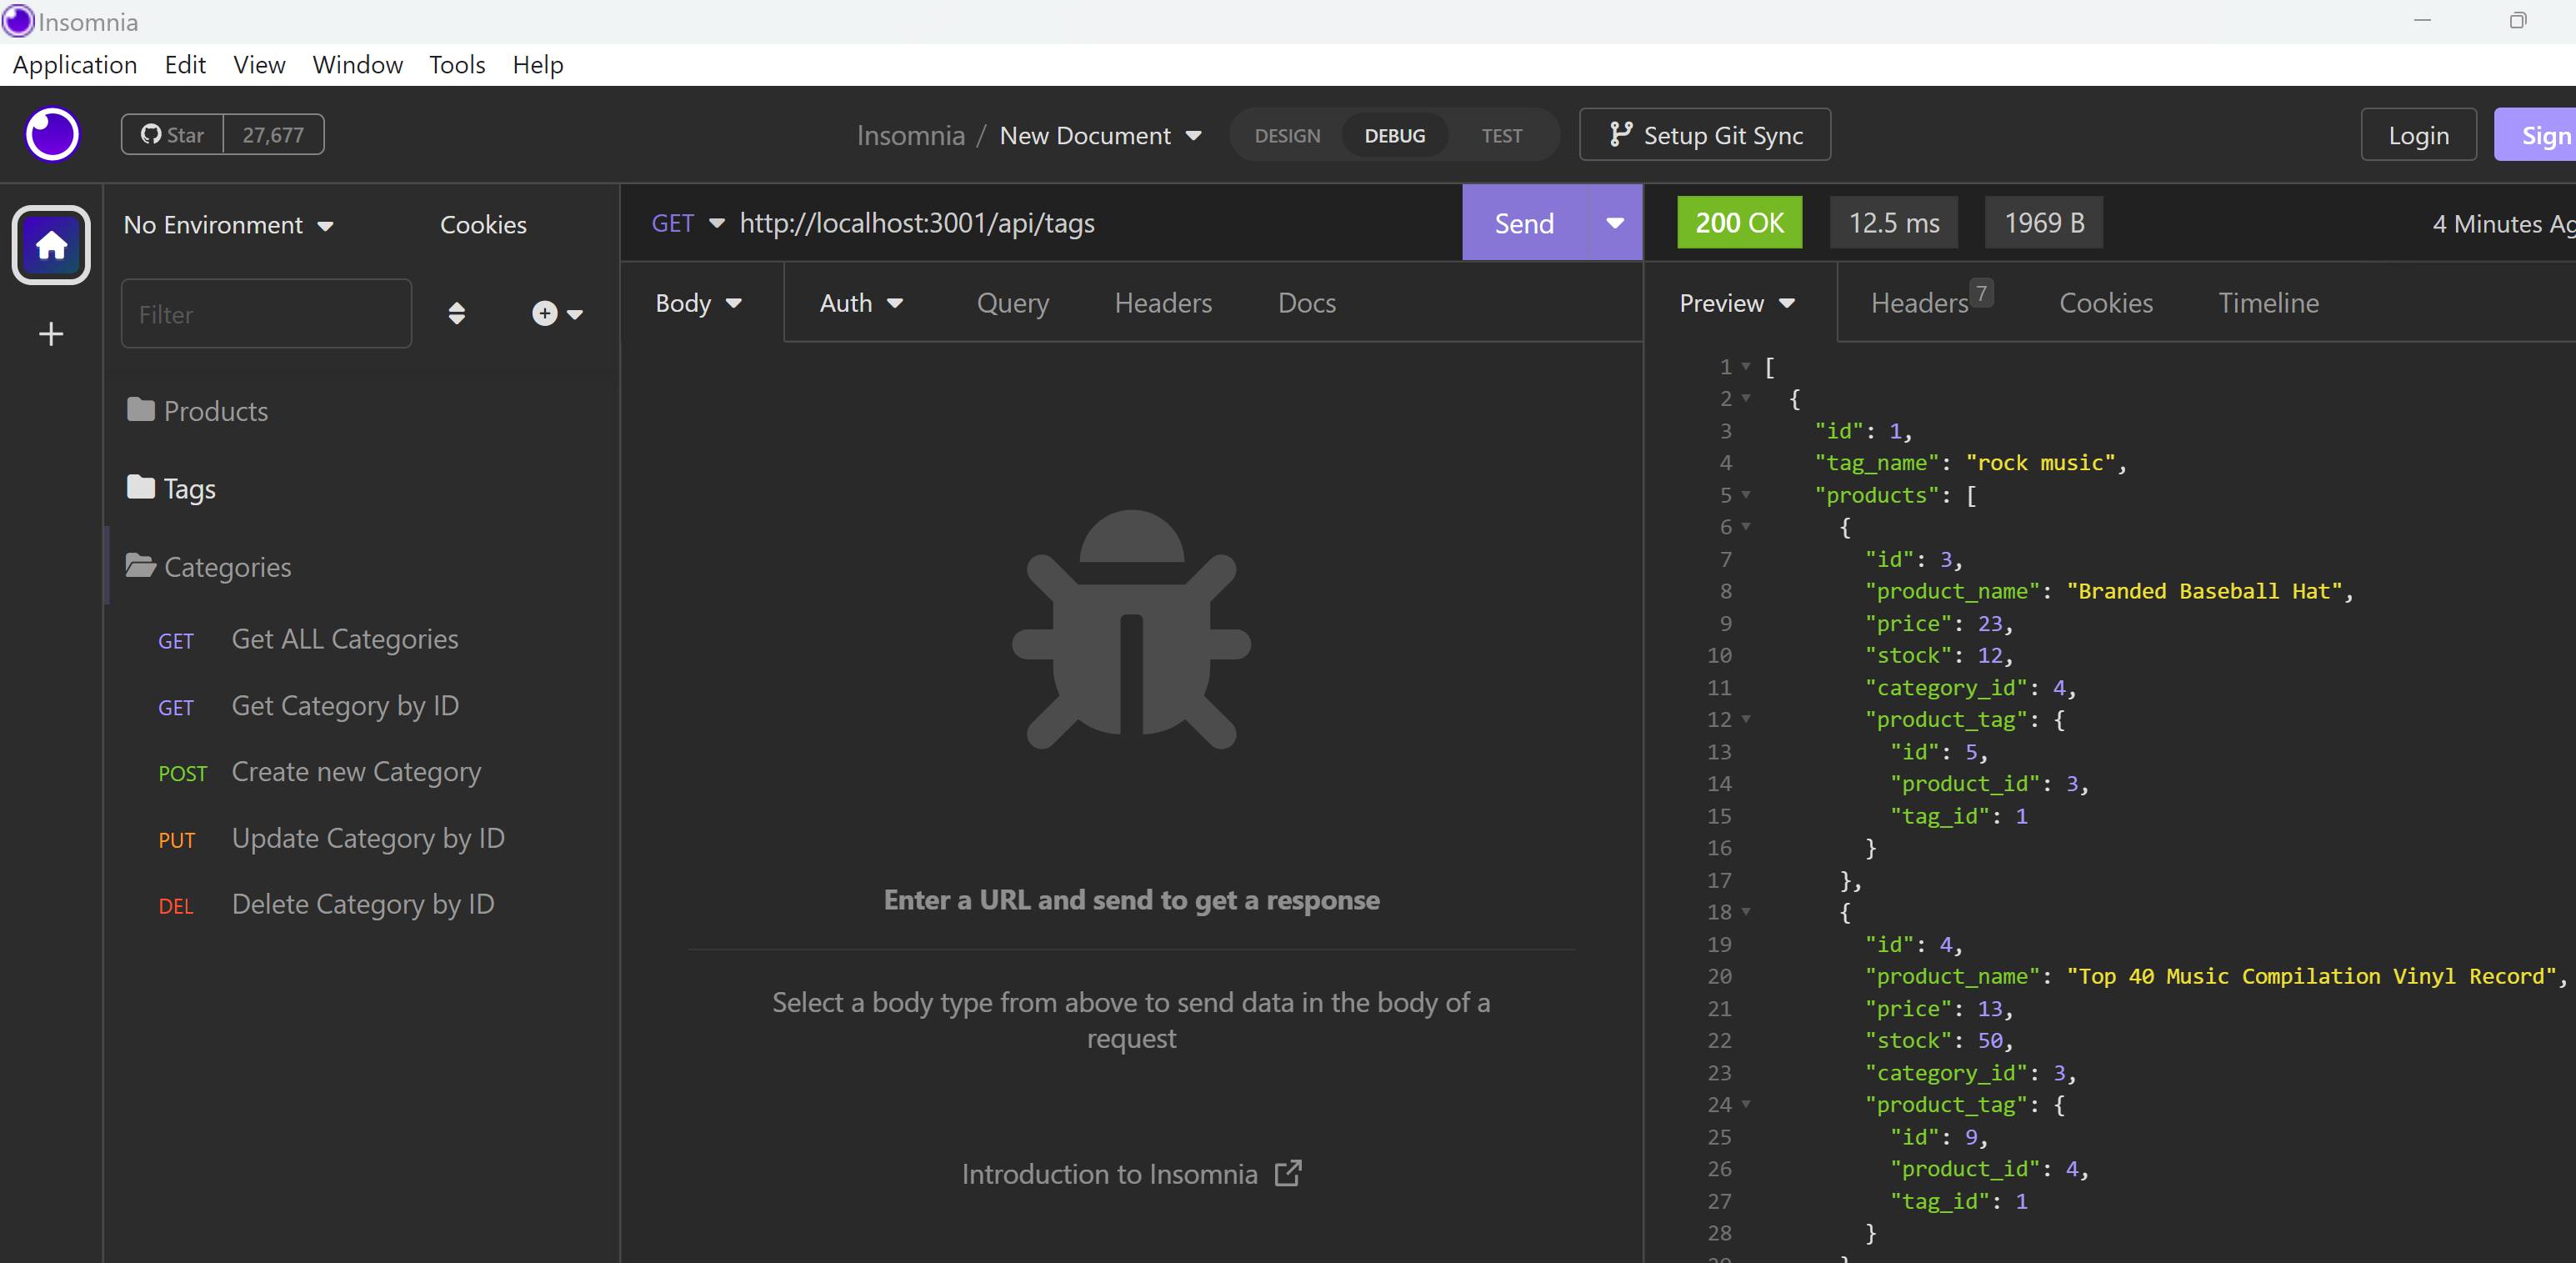 Insomnia
Application Edit View Window Tools Help
Star 27,677
Insomnia / New Document
DESIGN DEBUG TEST
Setup Git Sync
Login
Sign
No Environment Cookies
Filter
Products
Tags
Categories
GET Get ALL Categories
GET Get Category by ID
POST Create new Category
PUT Update Category by ID
DEL Delete Category by ID
GET http://localhost:3001/api/tags
Send
Body Auth Query Headers Docs
Enter a URL and send to get a response
Select a body type from above to send data in the body of a
request
Introduction to Insomnia
200 OK 12.5 ms 1969 B 4 Minutes Ag
Preview Headers 7 Cookies Timeline
1 [
2 {
3 "id": 1,
4 "tag_name": "rock music",
5 "products": [
6 {
7 "id": 3,
8 "product_name": "Branded Baseball Hat",
9 "price": 23,
10 "stock": 12,
11 "category_id": 4,
12 "product_tag": {
13 "id": 5,
14 "product_id": 3,
15 "tag_id": 1
16 }
17 },
18 {
19 "id": 4,
20 "product_name": "Top 40 Music Compilation Vinyl Record",
21 "price": 13,
22 "stock": 50,
23 "category_id": 3,
24 "product_tag": {
25 "id": 9,
26 "product_id": 4,
27 "tag_id": 1
28 }